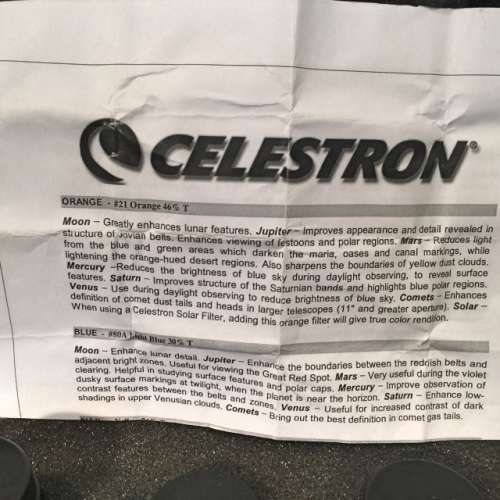 CELESTRON®
ORANGE - #21 Orange 46% T
Moon – Greatly enhances lunar features. Jupiter – Improves appearance and detail revealed in
structure of Jovian belts. Enhances viewing of festoons and polar regions. Mars – Reduces light
from the blue and green areas which darken the maria, oases and canal markings, while
lightening the orange-hued desert regions. Also sharpens the boundaries of yellow dust clouds.
Mercury –Reduces the brightness of blue sky during daylight observing, to reveal surface
features. Saturn – Improves structure of the Saturnian bands and highlights blue polar regions.
Venus – Use during daylight observing to reduce brightness of blue sky. Comets – Enhances
definition of comet dust tails and heads in larger telescopes (11" and greater aperture). Solar –
When using a Celestron Solar Filter, adding this orange filter will give true color rendition.
BLUE - #80A Blue 30% T
Moon – Enhance lunar detail. Jupiter – Enhance the boundaries between the reddish belts and
adjacent bright zones. Useful for viewing the Great Red Spot. Mars – Very useful during the violet
clearing. Helpful in studying surface features and polar caps. Mercury – Improve observation of
dusky surface markings at twilight, when the planet is near the horizon. Saturn – Enhance low-
contrast features between the belts and zones. Venus – Useful for increased contrast of dark
shadings in upper Venusian clouds. Comets – Bring out the best definition in comet gas tails.